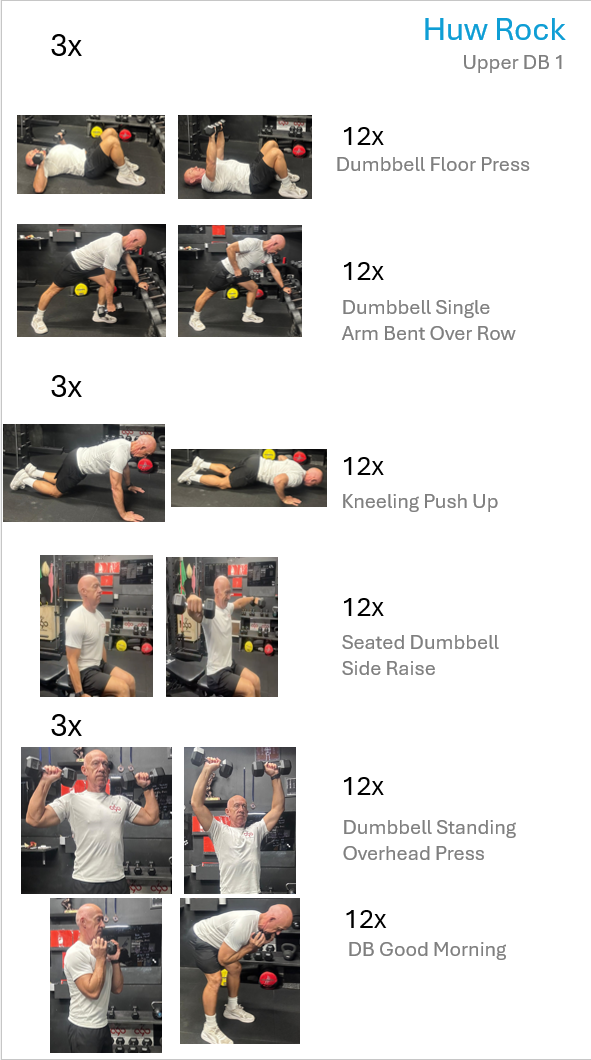 3x
Huw Rock
Upper DB 1
12x
Dumbbell Floor Press
12x
Dumbbell Single
Arm Bent Over Row
3x
12x
Kneeling Push Up
12x
Seated Dumbbell
Side Raise
3x
12x
Dumbbell Standing
Overhead Press
12x
DB Good Morning